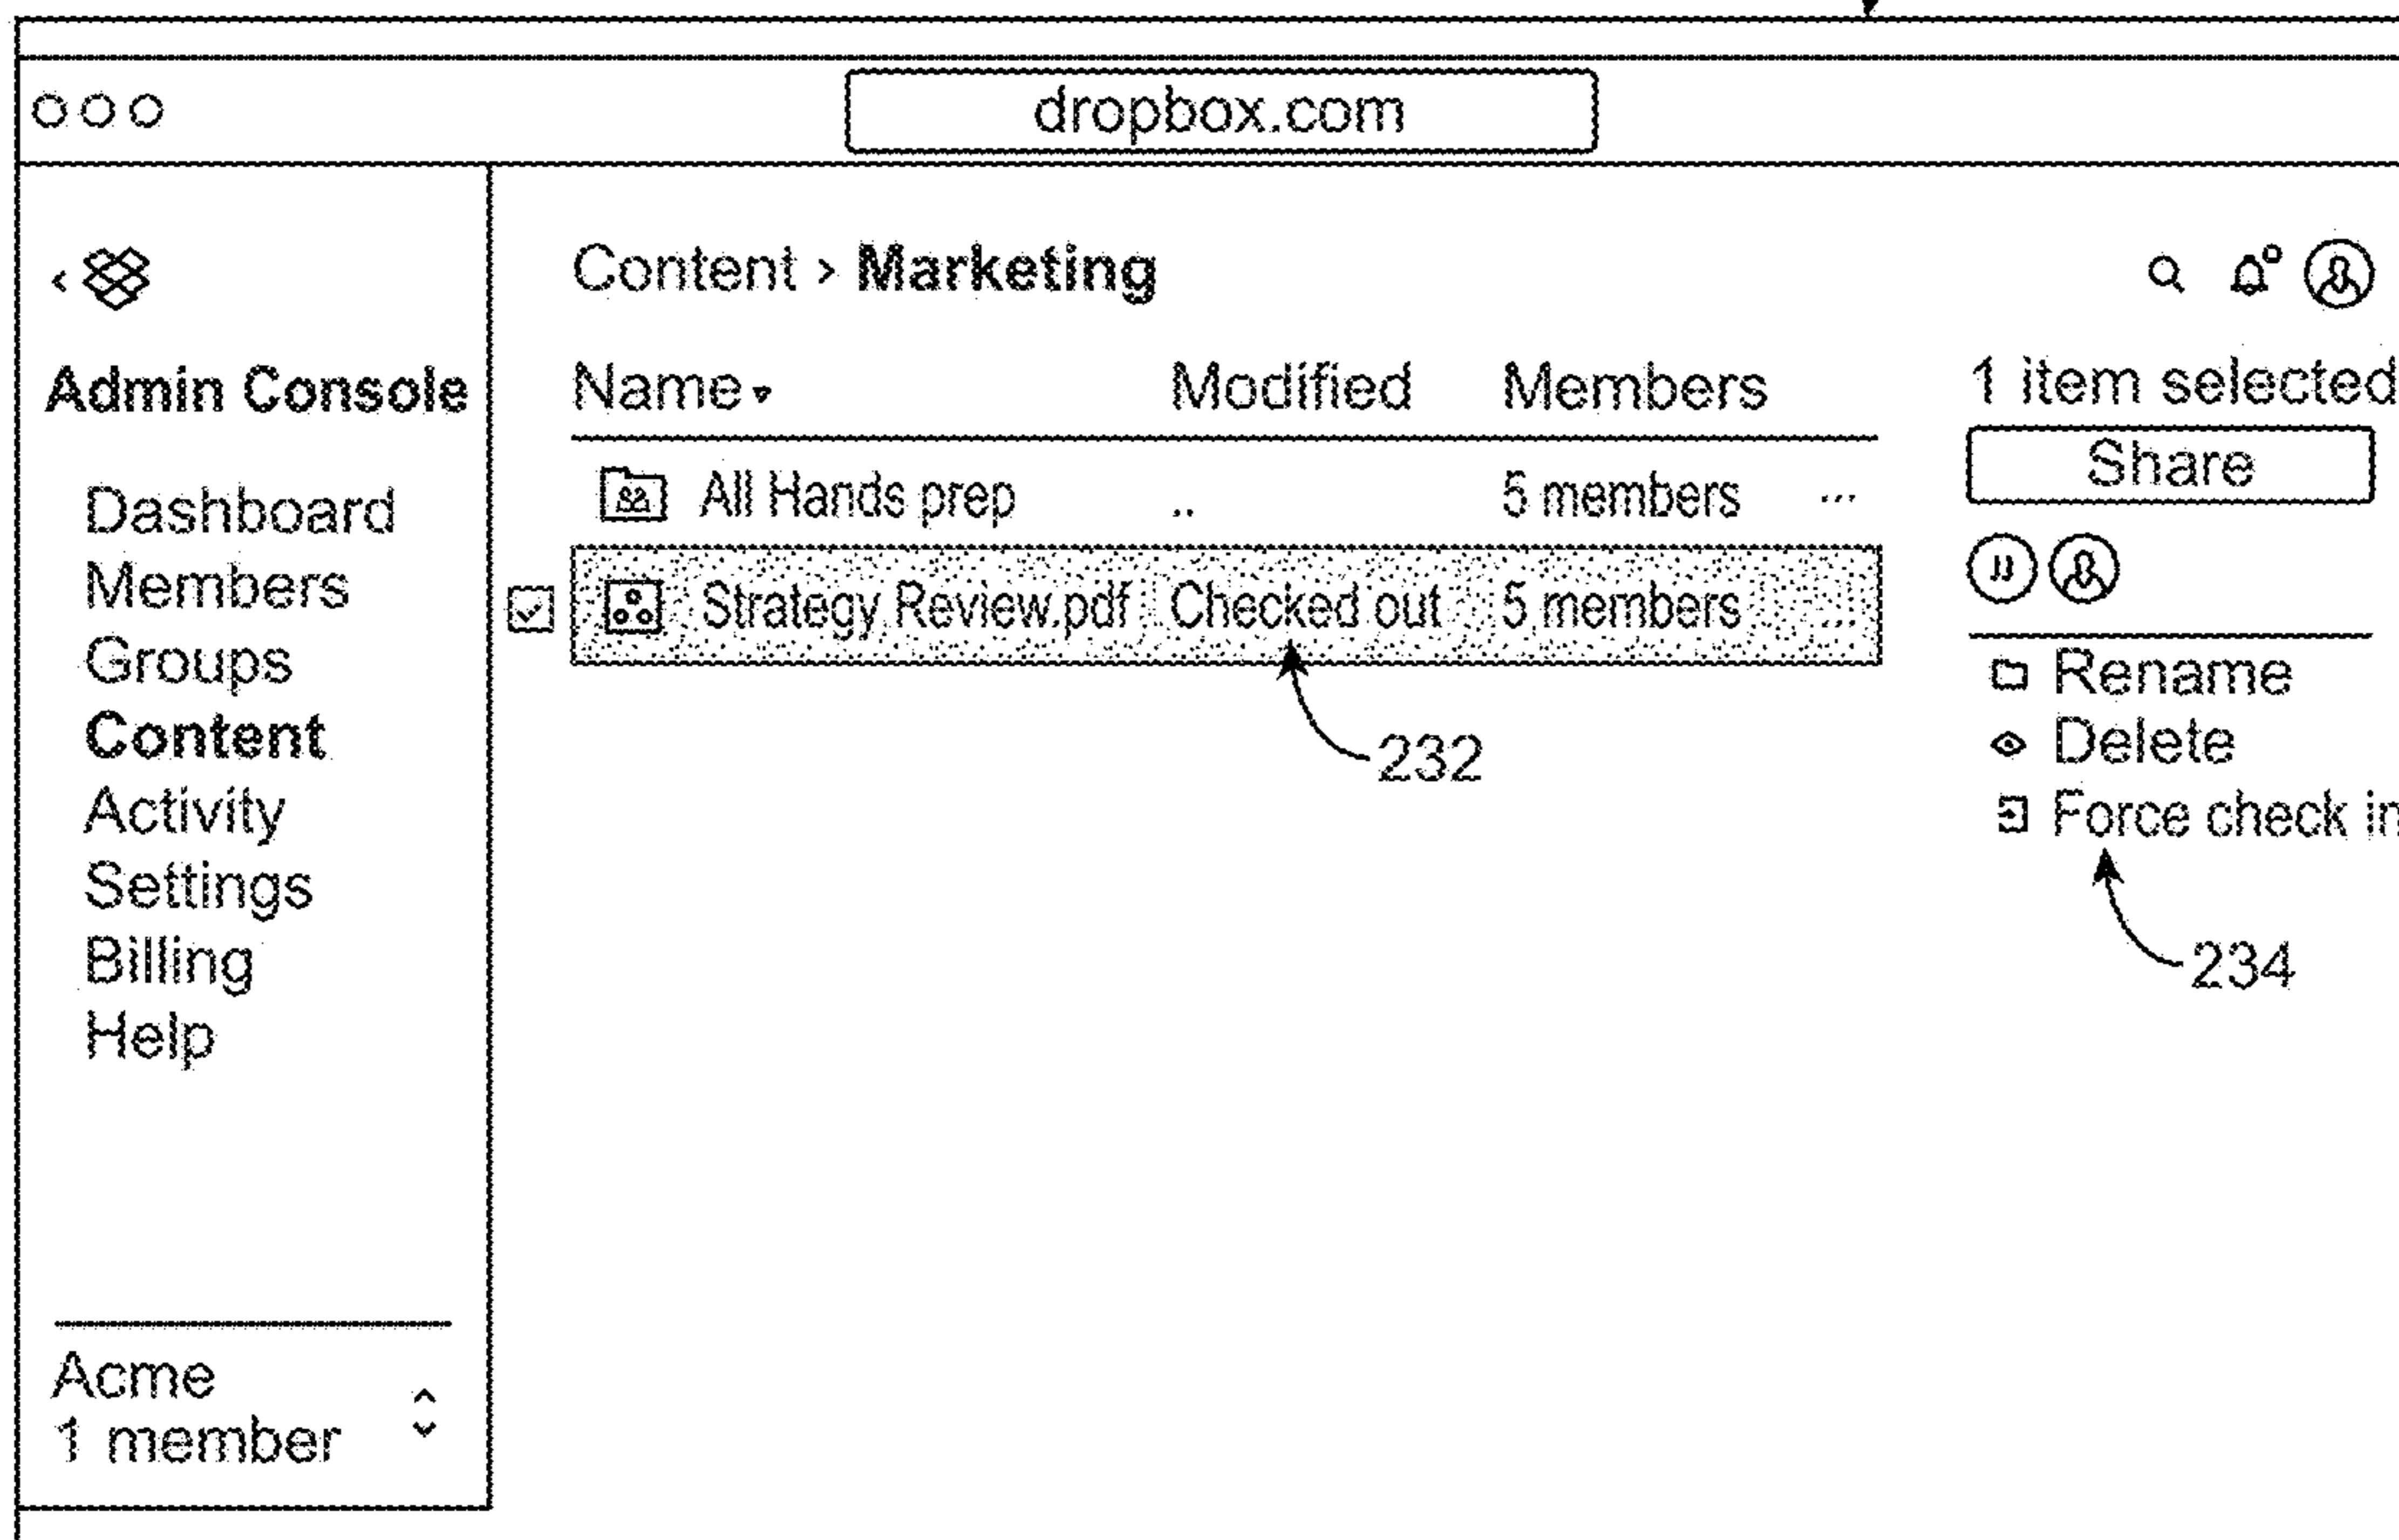 dropbox.com
Content › Marketing
Admin Console
Dashboard
Members
Groups
Content
Activity
Settings
Billing
Help
Acme
1 member
Name Modified Members
All Hands prep .. 5 members ...
Strategy Review.pdf Checked out 5 members ...
232
1 item selected
Share
JJ
Rename
Delete
Force check in
234